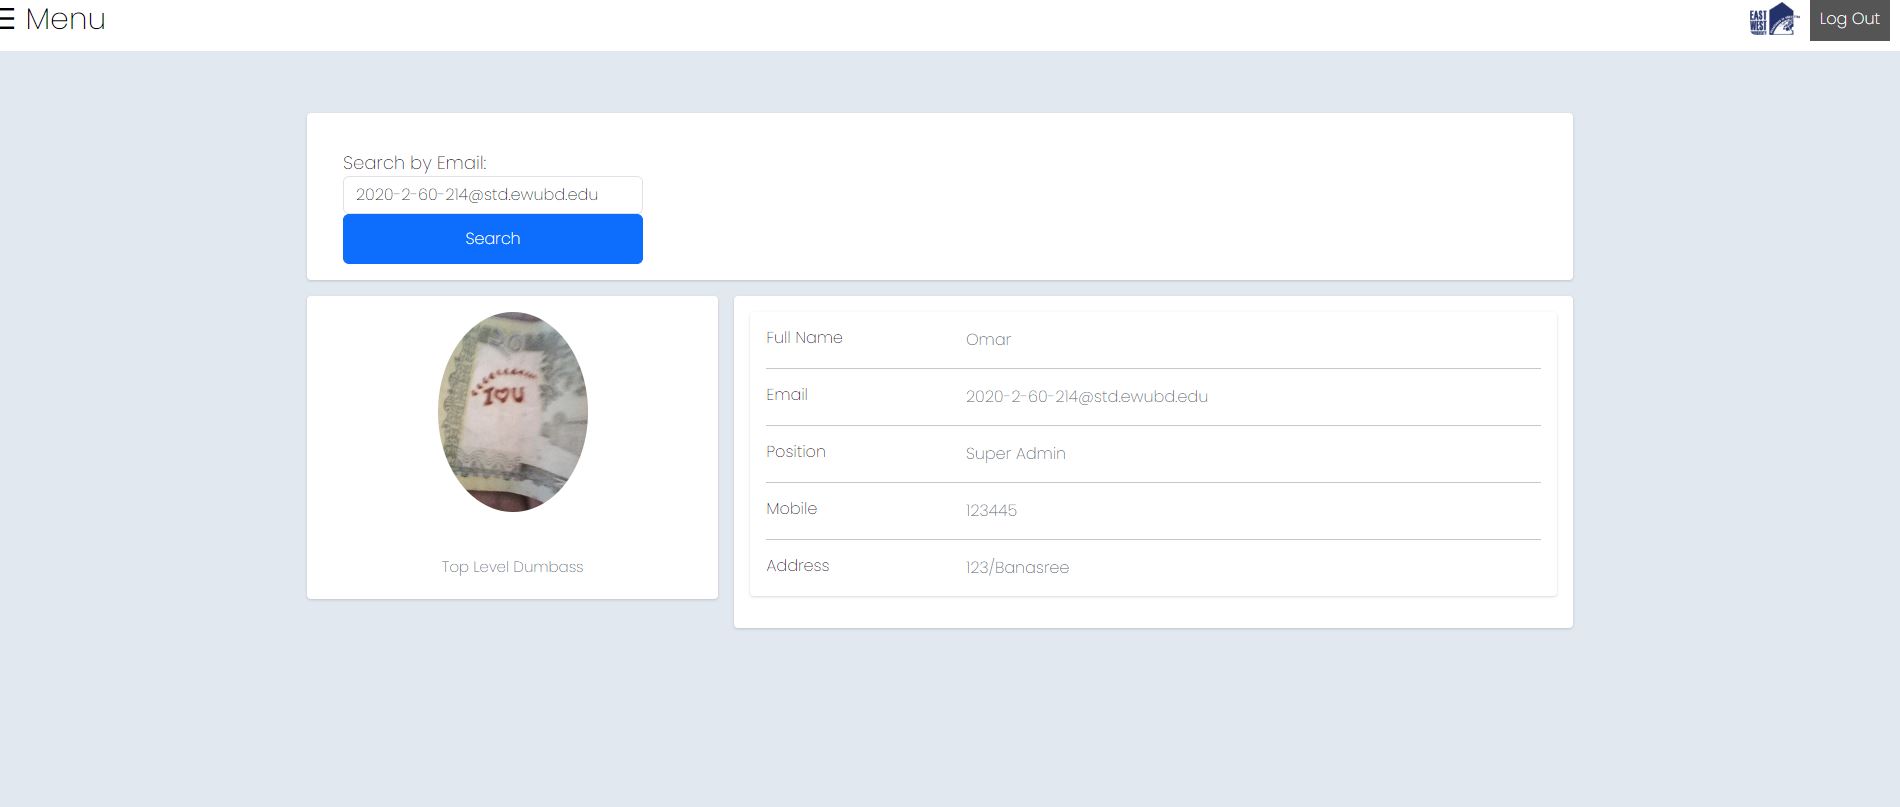 ☰ Menu
EAST
WEST
UNIVERSITY
Log Out
Search by Email:
2020-2-60-214@std.ewubd.edu
Search
I♡U
Top Level Dumbass
Full Name Omar
Email 2020-2-60-214@std.ewubd.edu
Position Super Admin
Mobile 123445
Address 123/Banasree